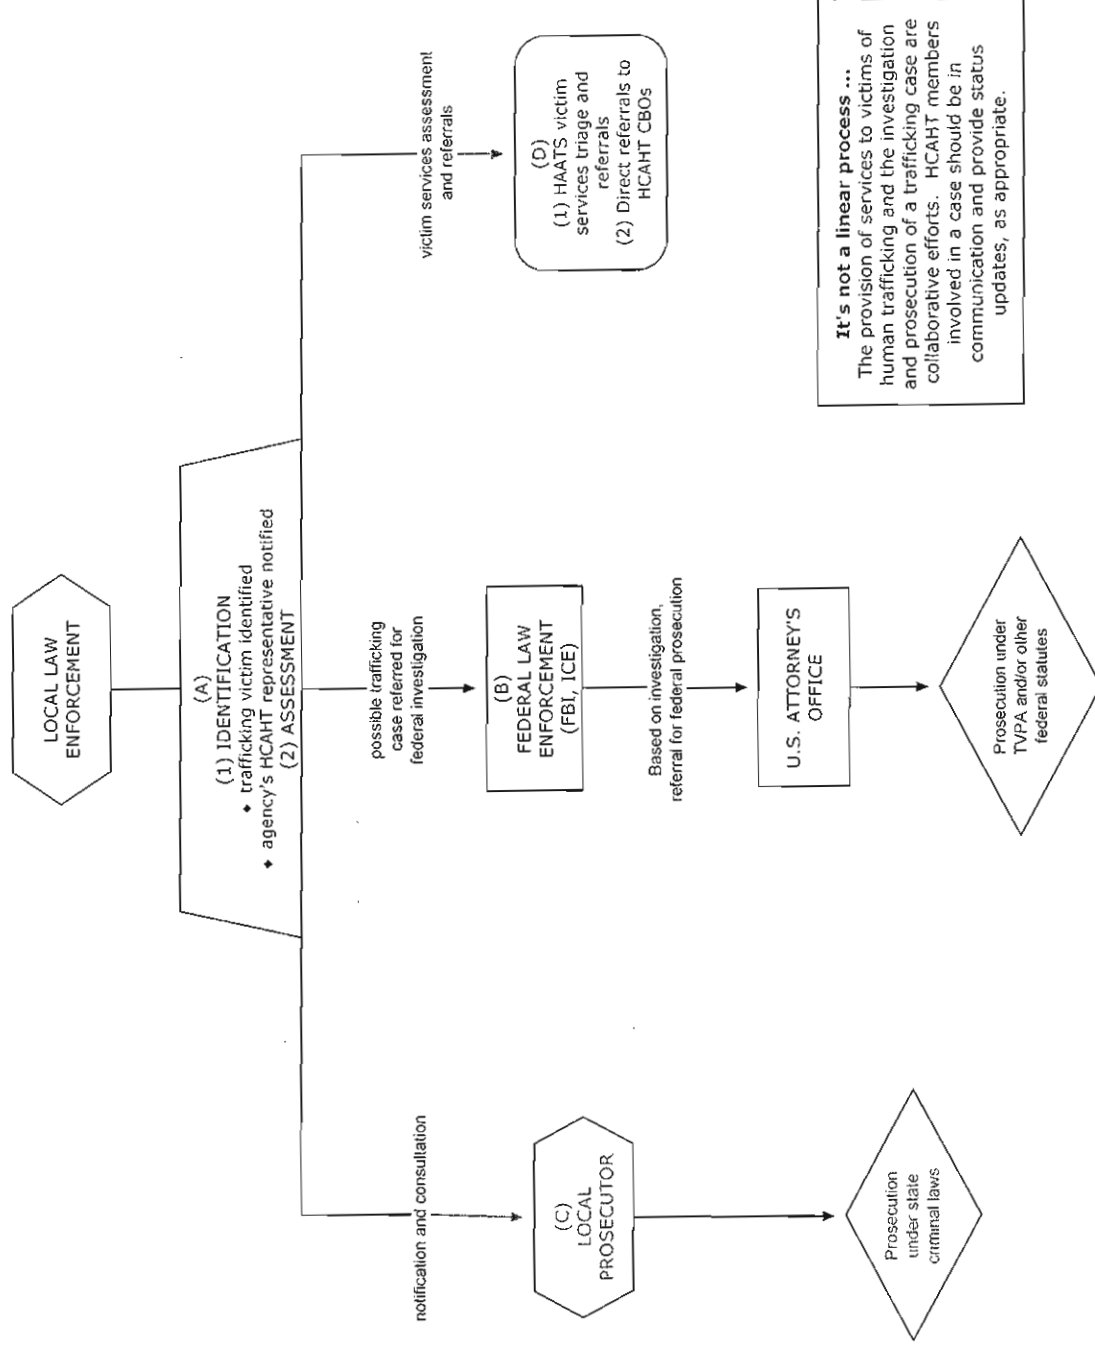 LOCAL LAW
ENFORCEMENT
(A)
(1) IDENTIFICATION
♦ trafficking victim identified
♦ agency's HCAHT representative notified
(2) ASSESSMENT
notification and consultation
(C)
LOCAL
PROSECUTOR
Prosecution
under state
criminal laws
possible trafficking
case referred for
federal investigation
(B)
FEDERAL LAW
ENFORCEMENT
(FBI, ICE)
Based on investigation,
referral for federal prosecution
U.S. ATTORNEY'S
OFFICE
Prosecution under
TVPA and/or other
federal statutes
victim services assessment
and referrals
(D)
(1) HAATS victim
services triage and
referrals
(2) Direct referrals to
HCAHT CBOs
It's not a linear process ...
The provision of services to victims of
human trafficking and the investigation
and prosecution of a trafficking case are
collaborative efforts. HCAHT members
involved in a case should be in
communication and provide status
updates, as appropriate.